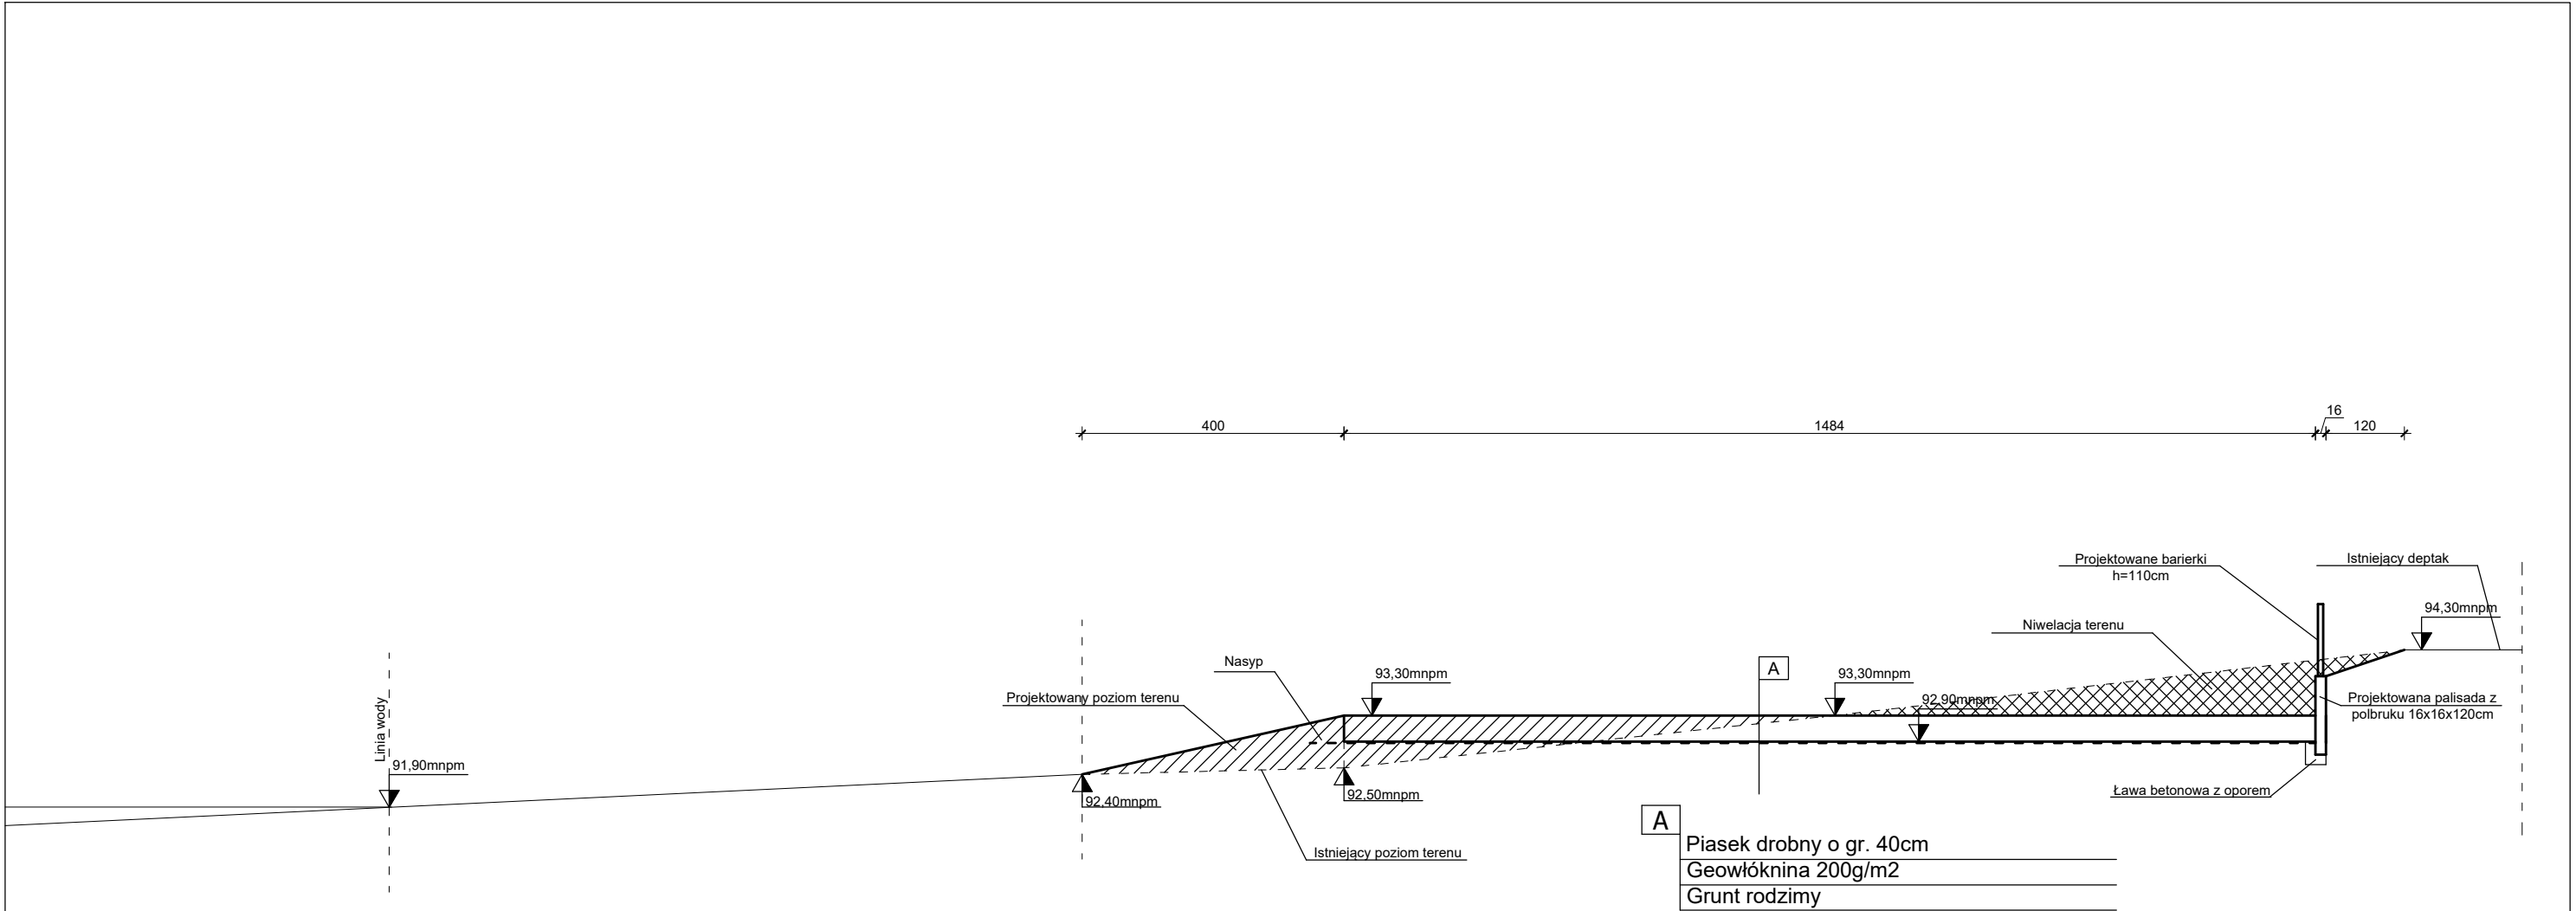 16
400
1484
120
Projektowane barierki
h=110cm
Istniejący deptak
94,30mnpm
Niwelacja terenu
Nasyp
93,30mnpm
A
93,30mnpm
Projektowany poziom terenu
92,90mnpm
Projektowana palisada z
polbruku 16x16x120cm
Linia wody
91,90mnpm
92,40mnpm
92,50mnpm
Ława betonowa z oporem
Istniejący poziom terenu
A
Piasek drobny o gr. 40cm
Geowłóknina 200g/m2
Grunt rodzimy